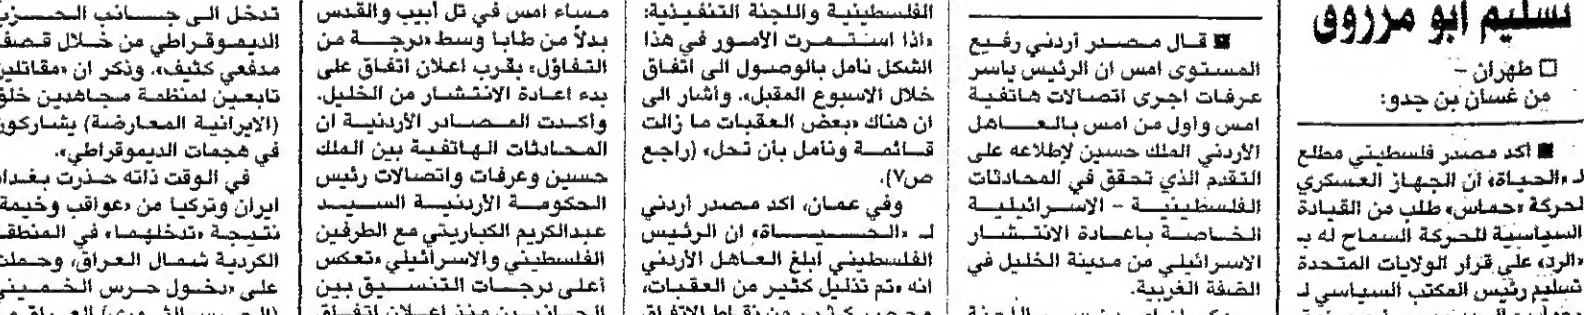 تسليم أبو مرزوق
□ طهران –
من غسان بن جدو:
■ أكد مصدر فلسطيني مطلع
لـ «الحياة» أن الجهاز العسكري
لحركة «حماس» طلب من القيادة
السياسية للحركة السماح له بـ
«الرد» على قرار الولايات المتحدة
تسليم رئيس المكتب السياسي لـ
■ قال مصدر أردني رفيع
المستوى امس ان الرئيس ياسر
عرفات اجرى اتصالات هاتفية
امس واول من امس بالعاهل
الأردني الملك حسين لإطلاعه على
التقدم الذي تحقق في المحادثات
الفلسطينية – الاسرائيلية
الخاصة باعادة الانتشار
الاسرائيلي من مدينة الخليل في
الضفة الغربية.
الفلسطينية واللجنة التنفيذية:
«اذا استمرت الأمور في هذا
الشكل نامل بالوصول الى اتفاق
خلال الاسبوع المقبل». وأشار الى
ان هناك «بعض العقبات ما زالت
قائمة ونأمل بأن تحل» (راجع
ص٧).
وفي عمان، اكد مصدر أردني
لـ «الحياة» ان الرئيس
الفلسطيني ابلغ العاهل الأردني
انه «تم تذليل كثير من العقبات،
من نقاط الاتفاق
مساء امس في تل أبيب والقدس
بدلاً من طابا وسط «درجة من
التفاؤل» بقرب اعلان اتفاق على
بدء اعادة الانتشار من الخليل.
واكدت المصادر الأردنية ان
المحادثات الهاتفية بين الملك
حسين وعرفات واتصالات رئيس
الحكومة الأردنية السيد
عبدالكريم الكباريتي مع الطرفين
الفلسطيني والاسرائيلي «تعكس
أعلى درجات التنسيق بين
منذ اعلان اتفاق
تدخل الى جانب الحزب
الديموقراطي من خلال قصف
مدفعي كثيف». وذكر ان «مقاتلين
تابعين لمنظمة مجاهدين خلق
(الايرانية المعارضة) يشاركون
في هجمات الديموقراطي».
في الوقت ذاته حذرت بغداد
ايران وتركيا من «عواقب وخيمة
نتيجة «تدخلهما» في المنطقة
الكردية شمال العراق، وحملت
على «دخول حرس الخميني